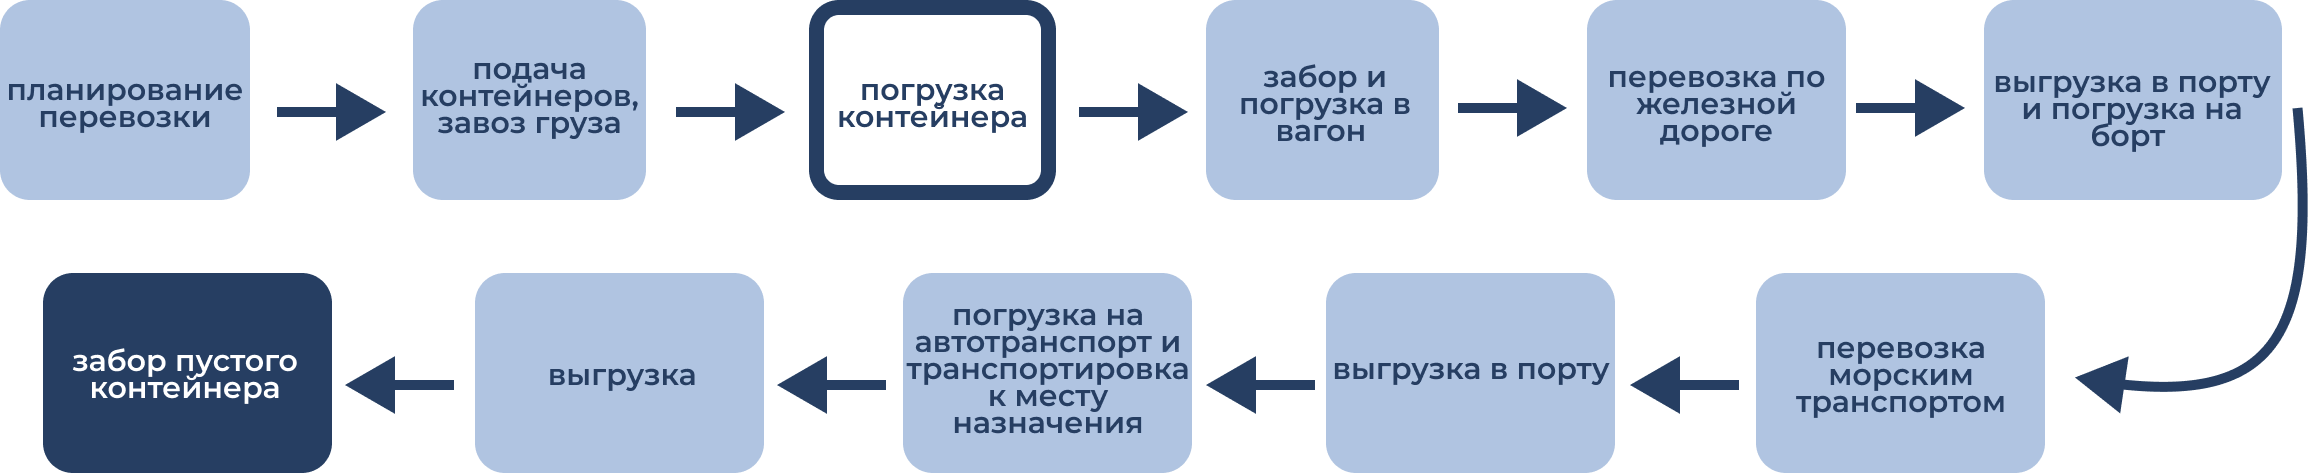 планирование
перевозки
подача
контейнеров,
завоз груза
погрузка
контейнера
забор и
погрузка в
вагон
перевозка по
железной
дороге
выгрузка в порту
и погрузка на
борт
перевозка
морским
транспортом
выгрузка в порту
погрузка на
автотранспорт и
транспортировка
к месту
назначения
выгрузка
забор пустого
контейнера